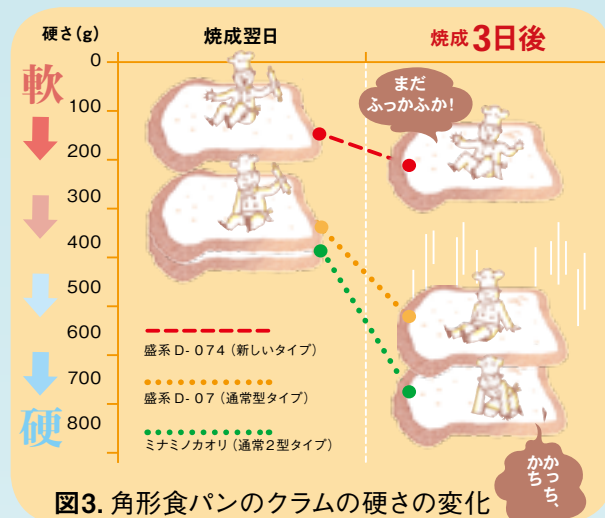 硬さ(g)
焼成翌日
焼成3日後
0
軟
100
200
300
400
500
600
700
800
硬
まだ
ふっかふか!
盛系D-074(新しいタイプ)
盛系D-07(通常型タイプ)
ミナミノカオリ(通常2型タイプ)
かっち、
かち
図3. 角形食パンのクラムの硬さの変化